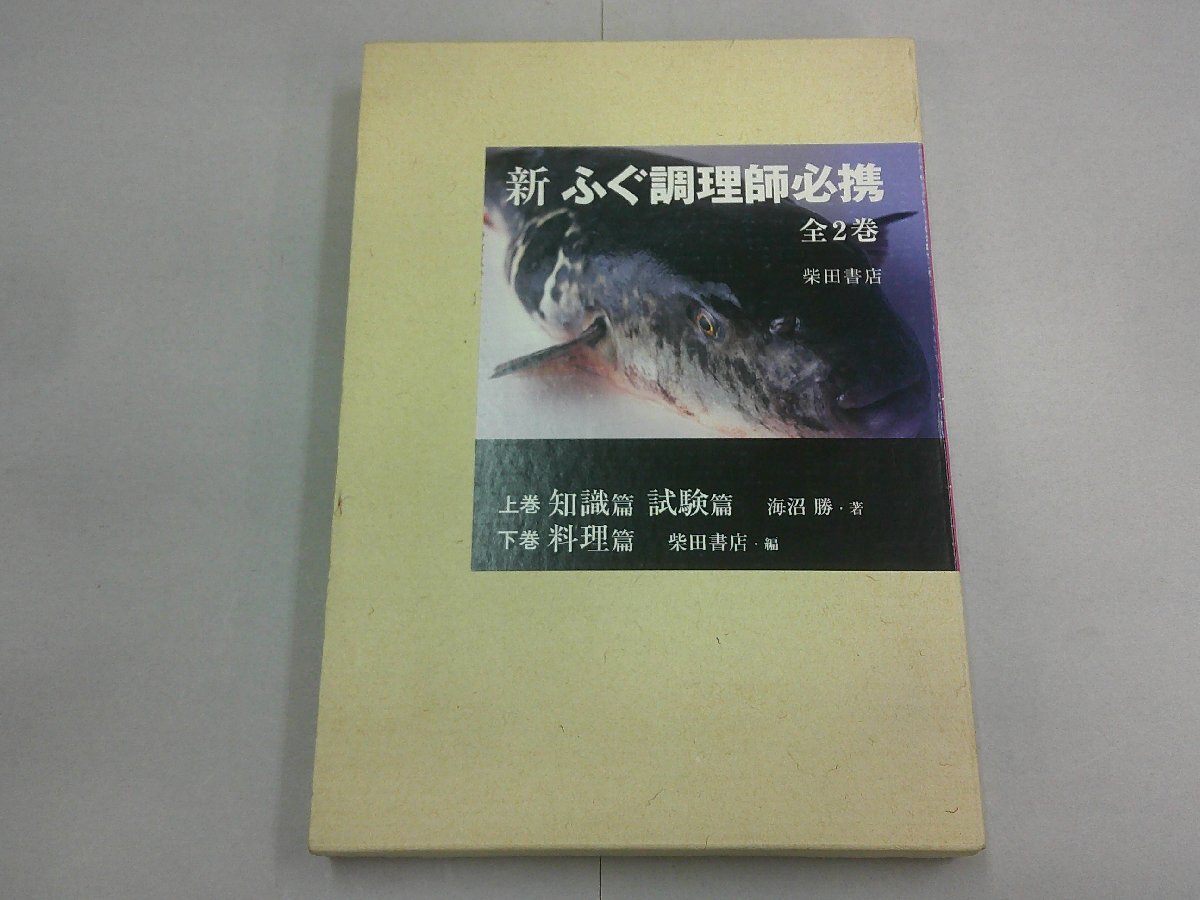 新 ふぐ調理師必携
全2巻
柴田書店
上巻 知識篇 試験篇 海沼 勝・著
下巻 料理篇 柴田書店・編